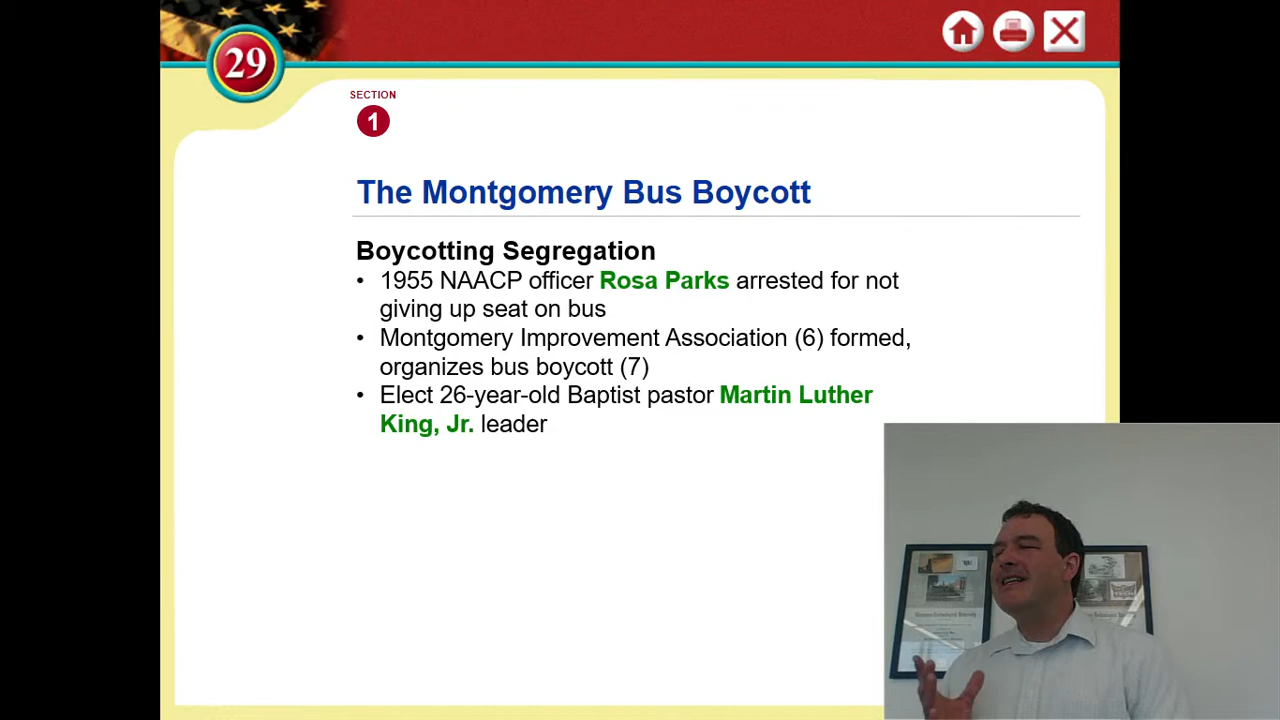 29
SECTION
1
The Montgomery Bus Boycott
Boycotting Segregation
• 1955 NAACP officer Rosa Parks arrested for not
giving up seat on bus
• Montgomery Improvement Association (6) formed,
organizes bus boycott (7)
• Elect 26-year-old Baptist pastor Martin Luther
King, Jr. leader